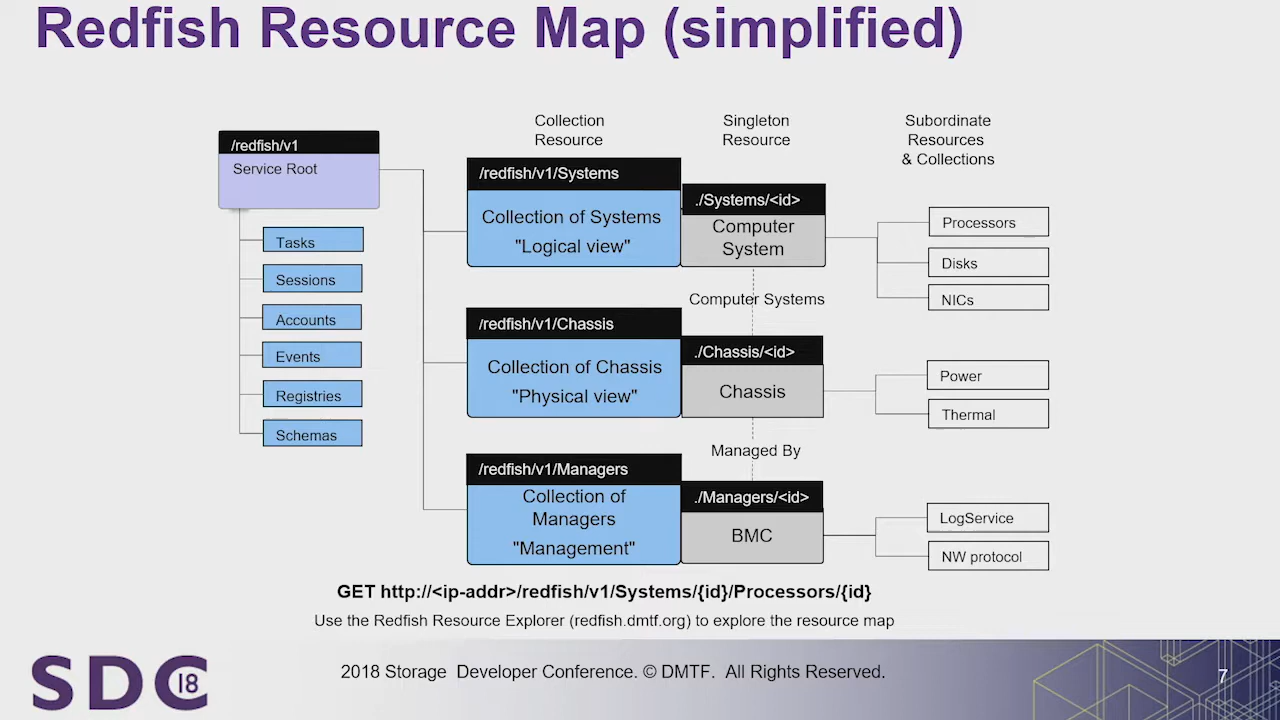 Redfish Resource Map (simplified)
Collection
Resource
Singleton
Resource
Subordinate
Resources
& Collections
/redfish/v1
Service Root
Tasks
Sessions
Accounts
Events
Registries
Schemas
/redfish/v1/Systems
Collection of Systems
"Logical view"
./Systems/<id>
Computer
System
Processors
Disks
NICs
Computer Systems
/redfish/v1/Chassis
Collection of Chassis
"Physical view"
./Chassis/<id>
Chassis
Power
Thermal
Managed By
/redfish/v1/Managers
Collection of
Managers
"Management"
./Managers/<id>
BMC
LogService
NW protocol
GET http://<ip-addr>/redfish/v1/Systems/{id}/Processors/{id}
Use the Redfish Resource Explorer (redfish.dmtf.org) to explore the resource map
SDC 18
2018 Storage  Developer Conference. © DMTF.  All Rights Reserved.
7